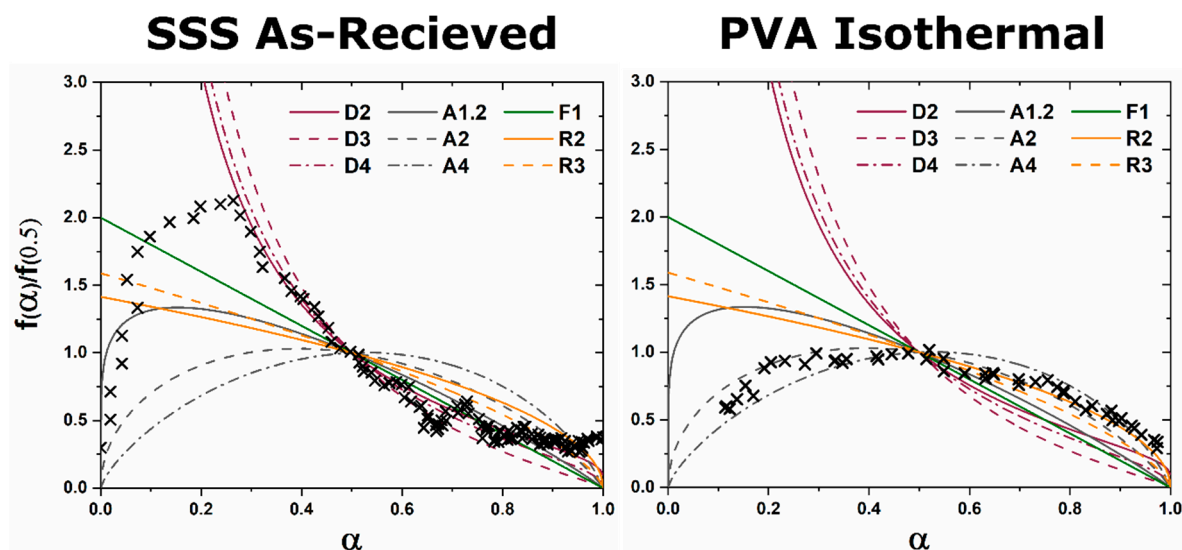 SSS As-Recieved
PVA Isothermal
f(α)/f(0.5)
3.0
2.5
2.0
1.5
1.0
0.5
0.0
D2 A1.2 F1
D3 A2 R2
D4 A4 R3
0.0 0.2 0.4 0.6 0.8 1.0
α
3.0
2.5
2.0
1.5
1.0
0.5
0.0
D2 A1.2 F1
D3 A2 R2
D4 A4 R3
0.0 0.2 0.4 0.6 0.8 1.0
α